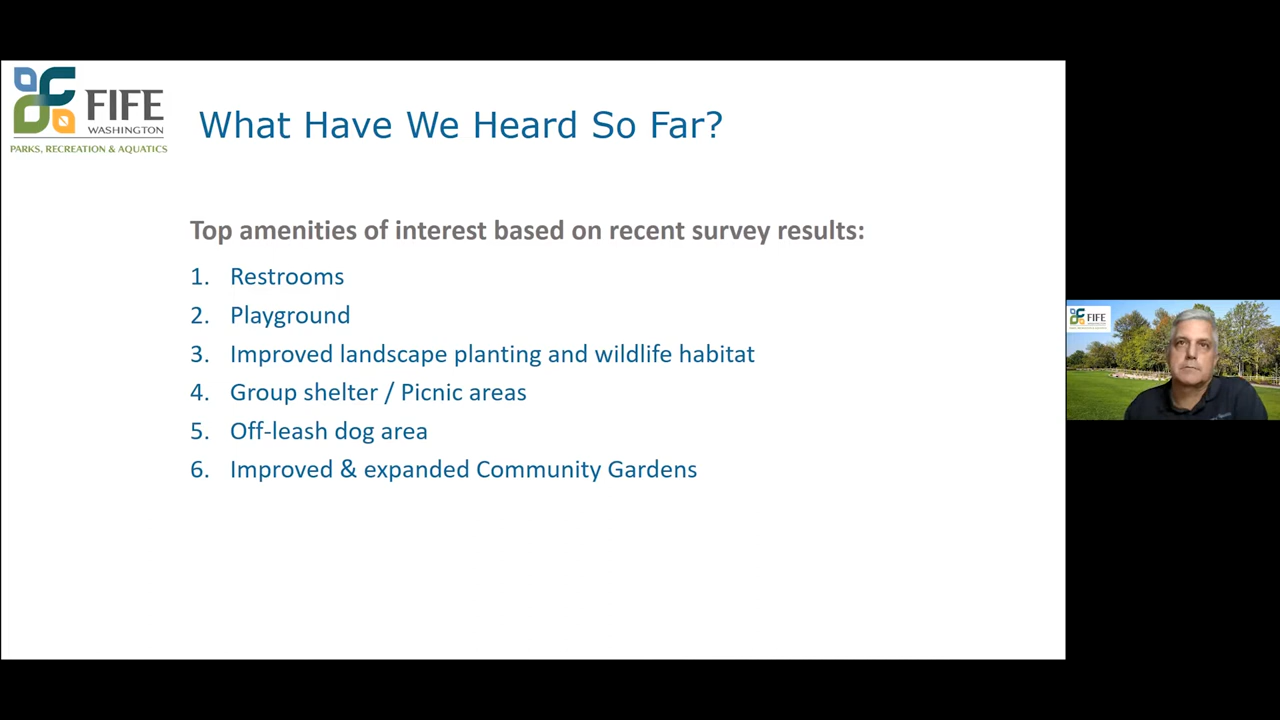 FIFE
WASHINGTON
PARKS, RECREATION & AQUATICS
What Have We Heard So Far?
Top amenities of interest based on recent survey results:
1. Restrooms
2. Playground
3. Improved landscape planting and wildlife habitat
4. Group shelter / Picnic areas
5. Off-leash dog area
6. Improved & expanded Community Gardens
FIFE